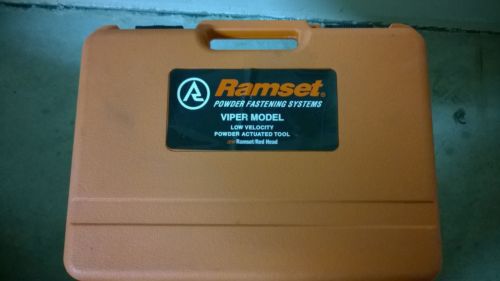 Ramset®
POWDER FASTENING SYSTEMS
VIPER MODEL
LOW VELOCITY
POWDER ACTUATED TOOL
Ramset/Red Head